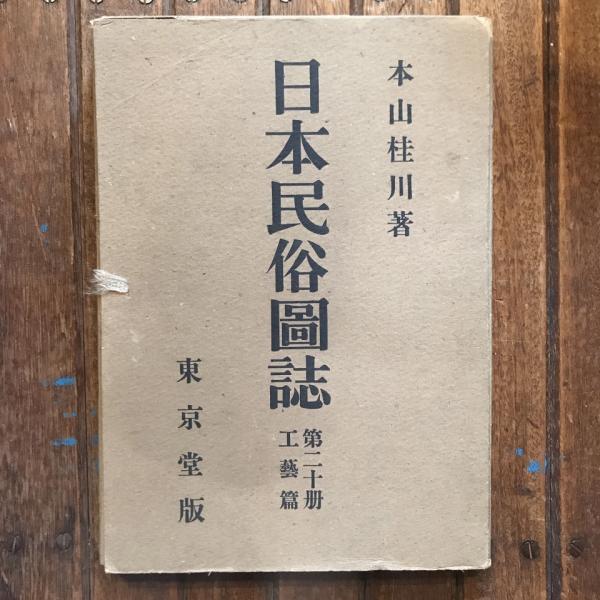 本山桂川著
日本民俗圖誌
第二十册
工藝篇
東京堂版